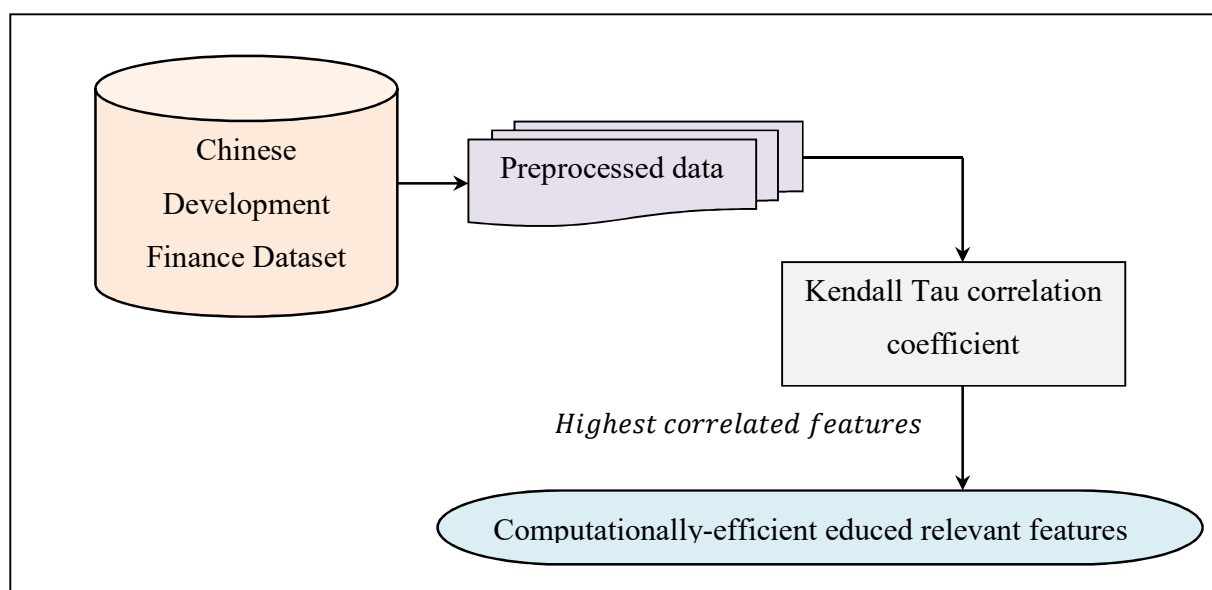 Chinese
Development
Finance Dataset
Preprocessed data
Kendall Tau correlation
coefficient
Highest correlated features
Computationally-efficient educed relevant features